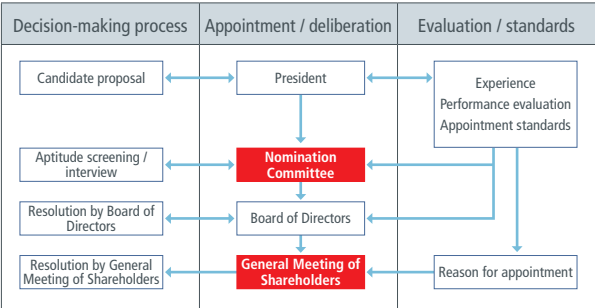 Decision-making process
Appointment / deliberation
Evaluation / standards
Candidate proposal
President
Experience
Performance evaluation
Appointment standards
Aptitude screening /
interview
Nomination
Committee
Resolution by Board of
Directors
Board of Directors
Resolution by General
Meeting of Shareholders
General Meeting of
Shareholders
Reason for appointment